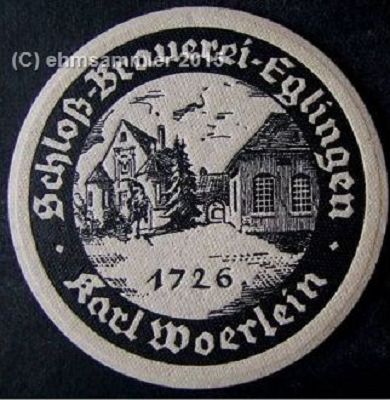 (C) ehmsammler 2015
Schloß-Brauerei-Eglingen
1726
Karl Woerlein